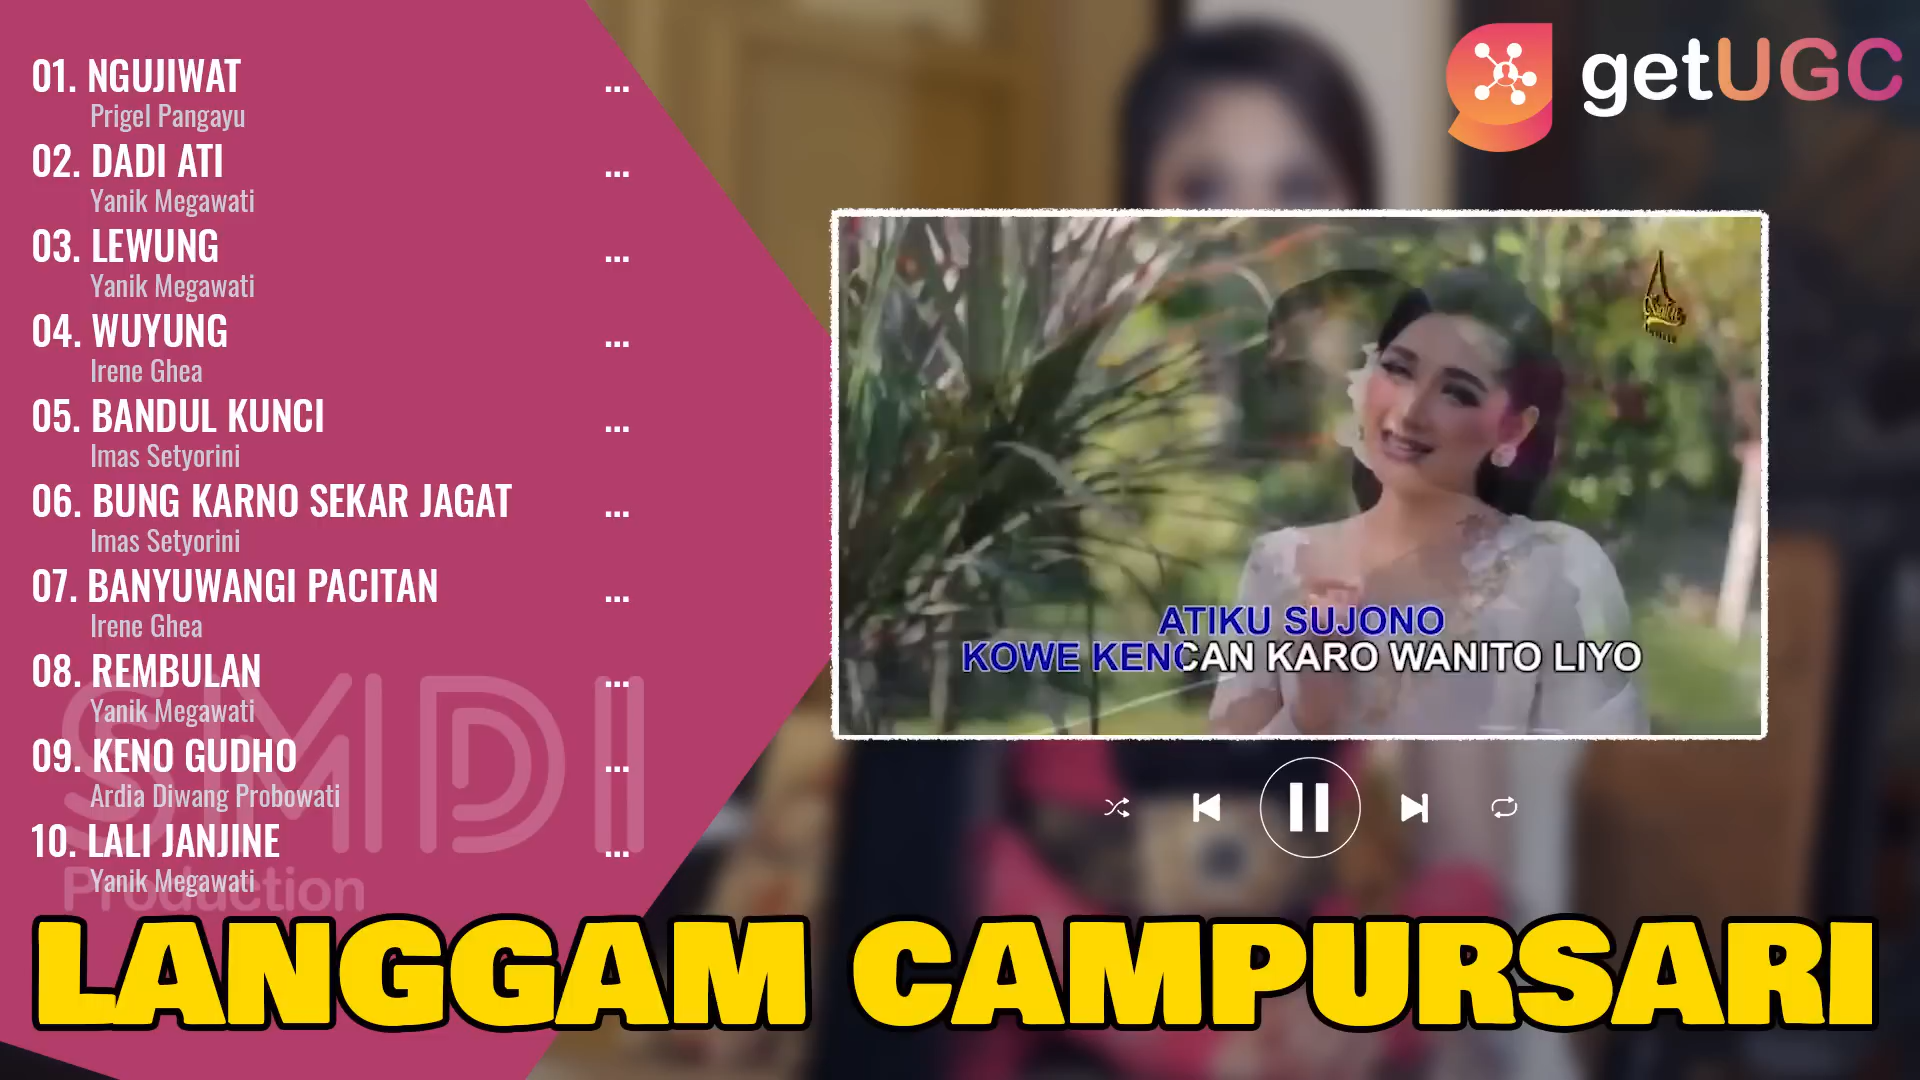 01. NGUJIWAT ...
Prigel Pangayu
02. DADI ATI ...
Yanik Megawati
03. LEWUNG ...
Yanik Megawati
04. WUYUNG ...
Irene Ghea
05. BANDUL KUNCI ...
Imas Setyorini
06. BUNG KARNO SEKAR JAGAT ...
Imas Setyorini
07. BANYUWANGI PACITAN ...
Irene Ghea
08. REMBULAN ...
Yanik Megawati
09. KENO GUDHO ...
Ardia Diwang Probowati
10. LALI JANJINE ...
Yanik Megawati
SMDI
Production
getUGC
ATIKU SUJONO
KOWE KENCAN KARO WANITO LIYO
LANGGAM CAMPURSARI